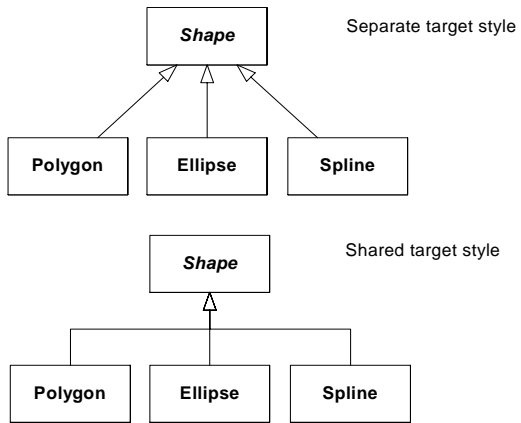 Shape
Separate target style
Polygon
Ellipse
Spline
Shape
Shared target style
Polygon
Ellipse
Spline